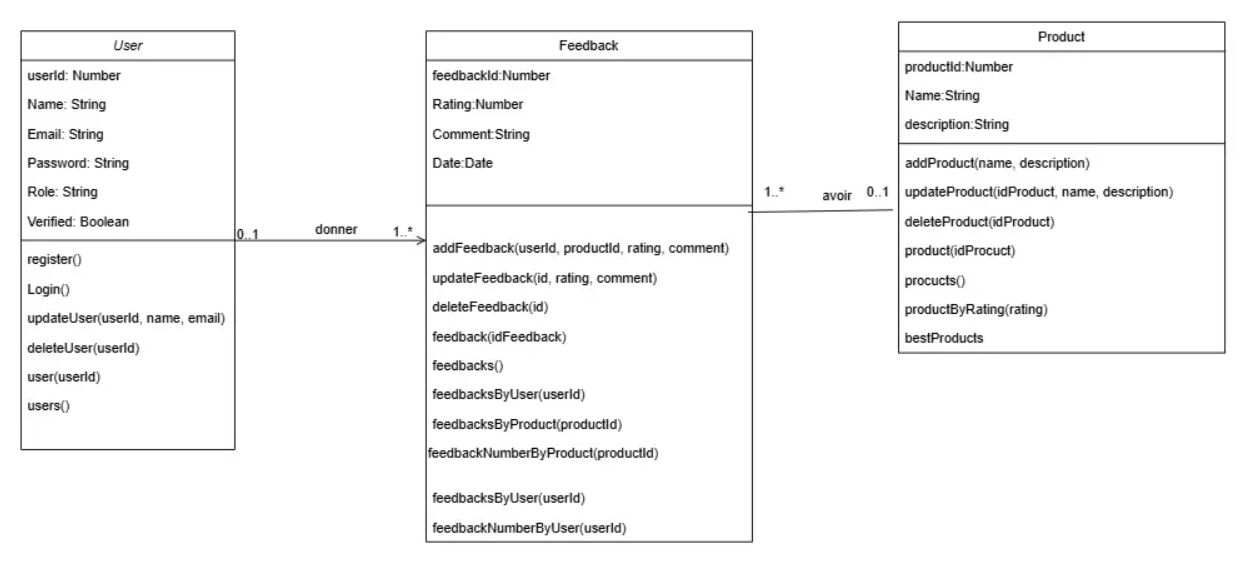 User
userId: Number
Name: String
Email: String
Password: String
Role: String
Verified: Boolean
register()
Login()
updateUser(userId, name, email)
deleteUser(userId)
user(userId)
users()
0..1
donner
1..*
Feedback
feedbackId:Number
Rating:Number
Comment:String
Date:Date
addFeedback(userId, productId, rating, comment)
updateFeedback(id, rating, comment)
deleteFeedback(id)
feedback(idFeedback)
feedbacks()
feedbacksByUser(userId)
feedbacksByProduct(productId)
feedbackNumberByProduct(productId)
feedbacksByUser(userId)
feedbackNumberByUser(userId)
1..*
avoir
0..1
Product
productId:Number
Name:String
description:String
addProduct(name, description)
updateProduct(idProduct, name, description)
deleteProduct(idProduct)
product(idProcuct)
procucts()
productByRating(rating)
bestProducts